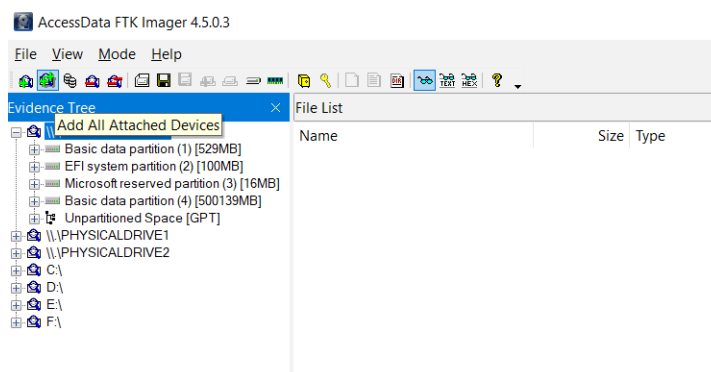 AccessData FTK Imager 4.5.0.3
File View Mode Help
Evidence Tree
File List
Add All Attached Devices
Name Size Type
Basic data partition (1) [529MB]
EFI system partition (2) [100MB]
Microsoft reserved partition (3) [16MB]
Basic data partition (4) [500139MB]
Unpartitioned Space [GPT]
\\.\PHYSICALDRIVE1
\\.\PHYSICALDRIVE2
C:\
D:\
E:\
F:\